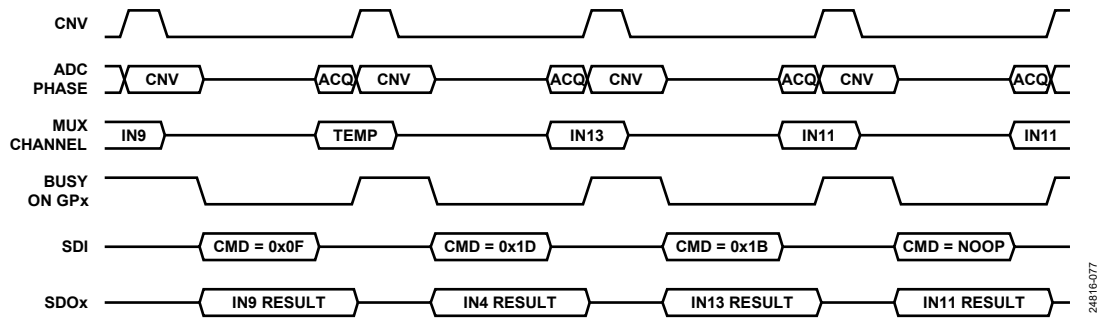 CNV
ADC
PHASE
CNV
ACQ
CNV
ACQ
CNV
ACQ
CNV
ACQ
MUX
CHANNEL
IN9
TEMP
IN13
IN11
IN11
BUSY
ON GPx
SDI
CMD = 0x0F
CMD = 0x1D
CMD = 0x1B
CMD = NOOP
SDOx
IN9 RESULT
IN4 RESULT
IN13 RESULT
IN11 RESULT
24816-077